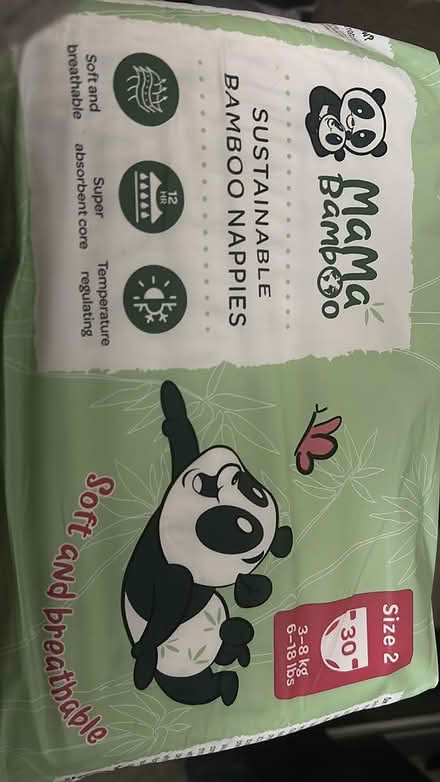 MaMa
Bamboo
SUSTAINABLE
BAMBOO NAPPIES
Soft and
breathable
12
HR
Super
absorbent core
Temperature
regulating
Size 2
30
3-8 kg
6-18 lbs
Soft and breathable